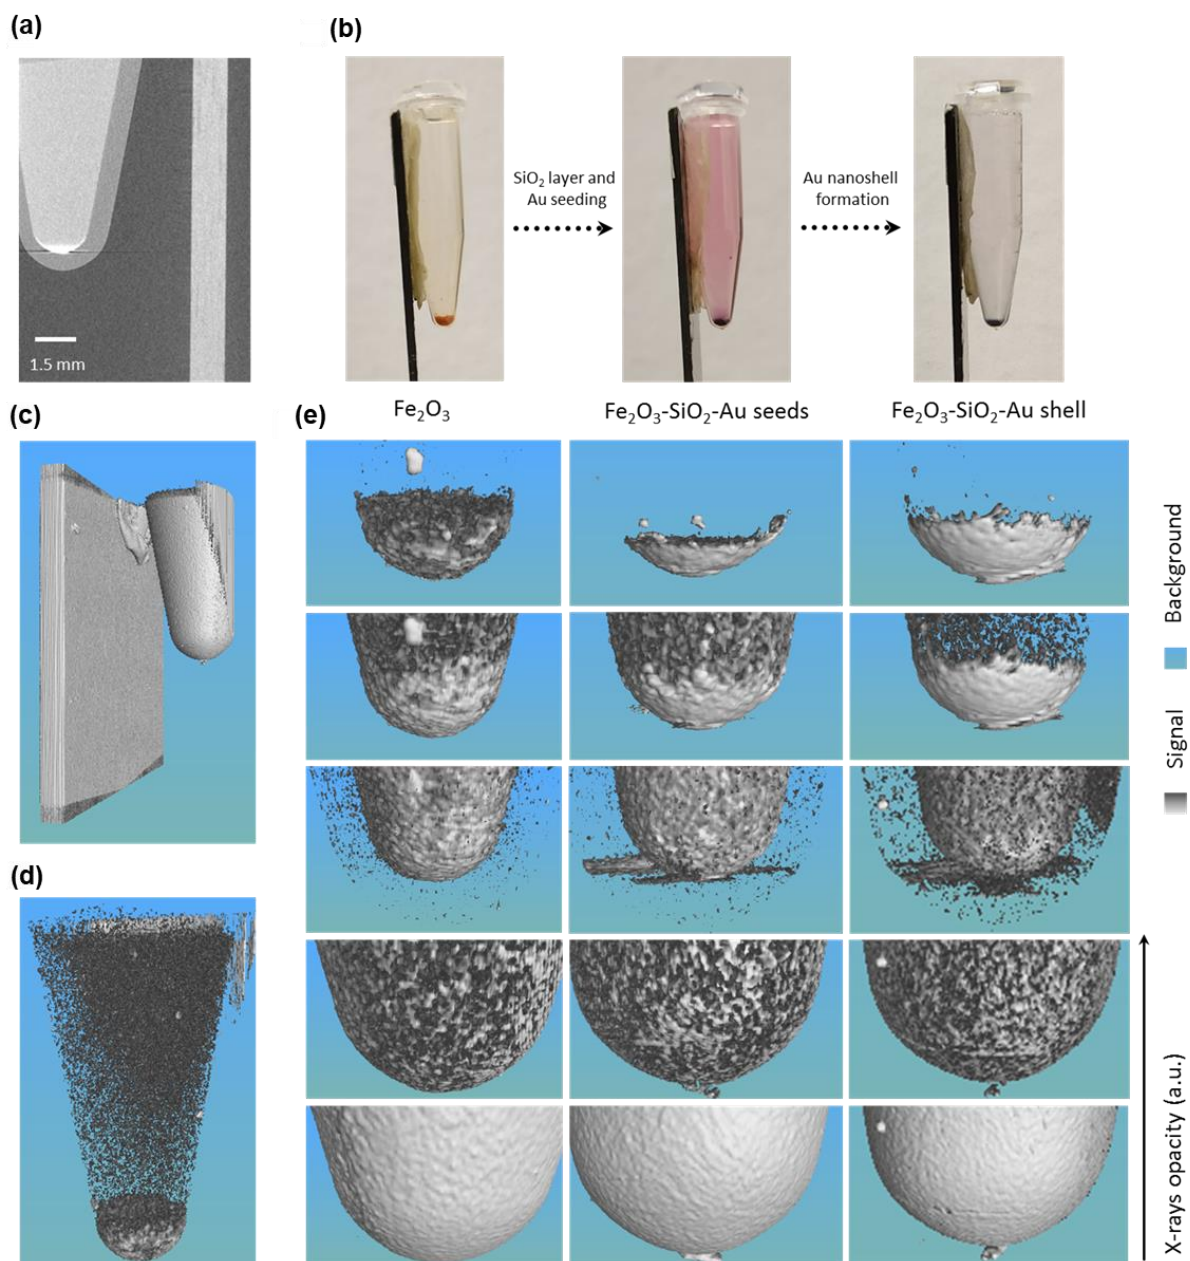 (a)
(b)
SiO₂ layer and
Au seeding
Au nanoshell
formation
1.5 mm
(c)
(e)
Fe₂O₃
Fe₂O₃-SiO₂-Au seeds
Fe₂O₃-SiO₂-Au shell
Background
Signal
(d)
X-rays opacity (a.u.)